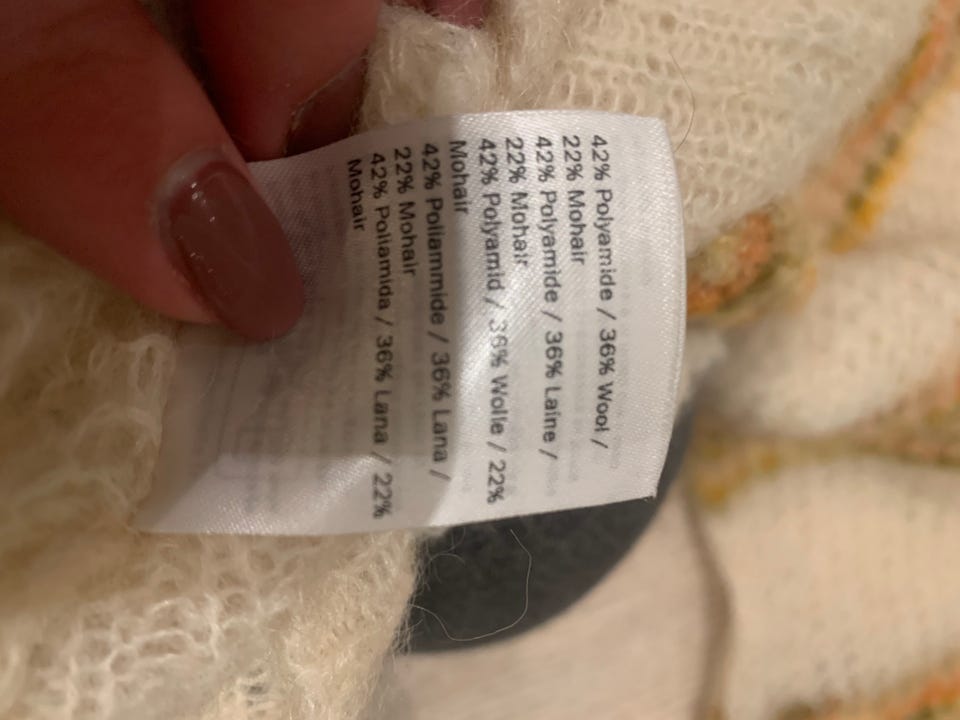 42% Polyamide / 36% Wool /
22% Mohair
42% Polyamide / 36% Laine /
22% Mohair
42% Polyamid / 36% Wolle / 22%
Mohair
42% Poliammide / 36% Lana /
22% Mohair
42% Poliamida / 36% Lana / 22%
Mohair